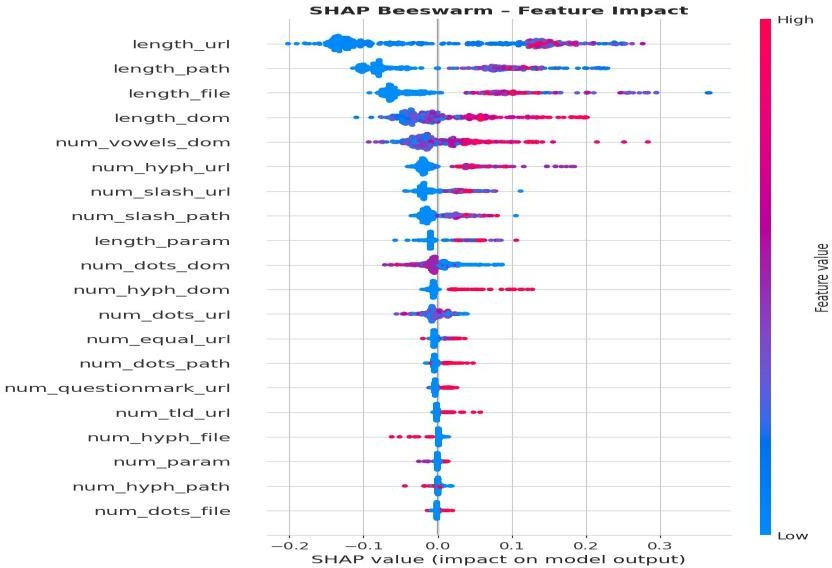 SHAP Beeswarm – Feature Impact
High
length_url
length_path
length_file
length_dom
num_vowels_dom
num_hyph_url
num_slash_url
num_slash_path
length_param
num_dots_dom
num_hyph_dom
num_dots_url
num_equal_url
num_dots_path
num_questionmark_url
num_tld_url
num_hyph_file
num_param
num_hyph_path
num_dots_file
Feature value
Low
−0.2 −0.1 0.0 0.1 0.2 0.3
SHAP value (impact on model output)